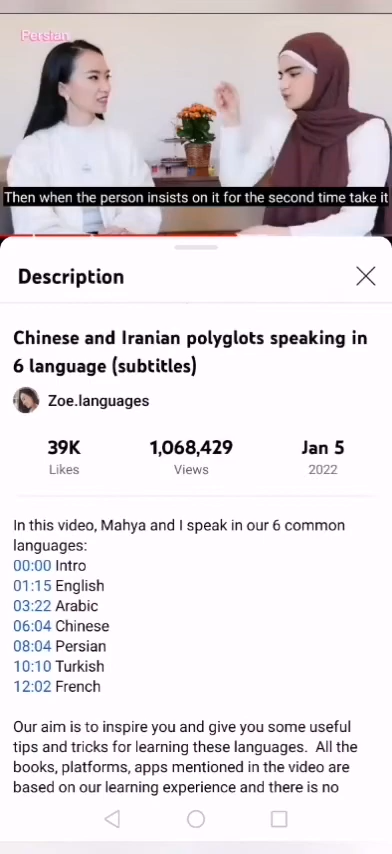 Persian
Then when the person insists on it for the second time take it
Description
Chinese and Iranian polyglots speaking in
6 language (subtitles)
Zoe.languages
39K 1,068,429 Jan 5
Likes Views 2022
In this video, Mahya and I speak in our 6 common
languages:
00:00 Intro
01:15 English
03:22 Arabic
06:04 Chinese
08:04 Persian
10:10 Turkish
12:02 French
Our aim is to inspire you and give you some useful
tips and tricks for learning these languages. All the
books, platforms, apps mentioned in the video are
based on our learning experience and there is no